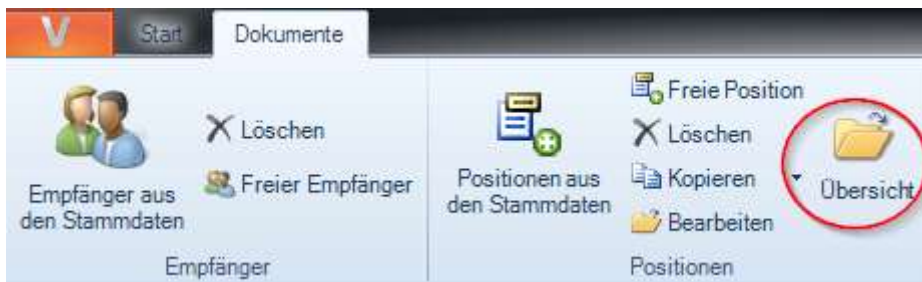 V
Start
Dokumente
Empfänger aus
den Stammdaten
Löschen
Freier Empfänger
Empfänger
Positionen aus
den Stammdaten
Freie Position
Löschen
Kopieren
Bearbeiten
Übersicht
Positionen